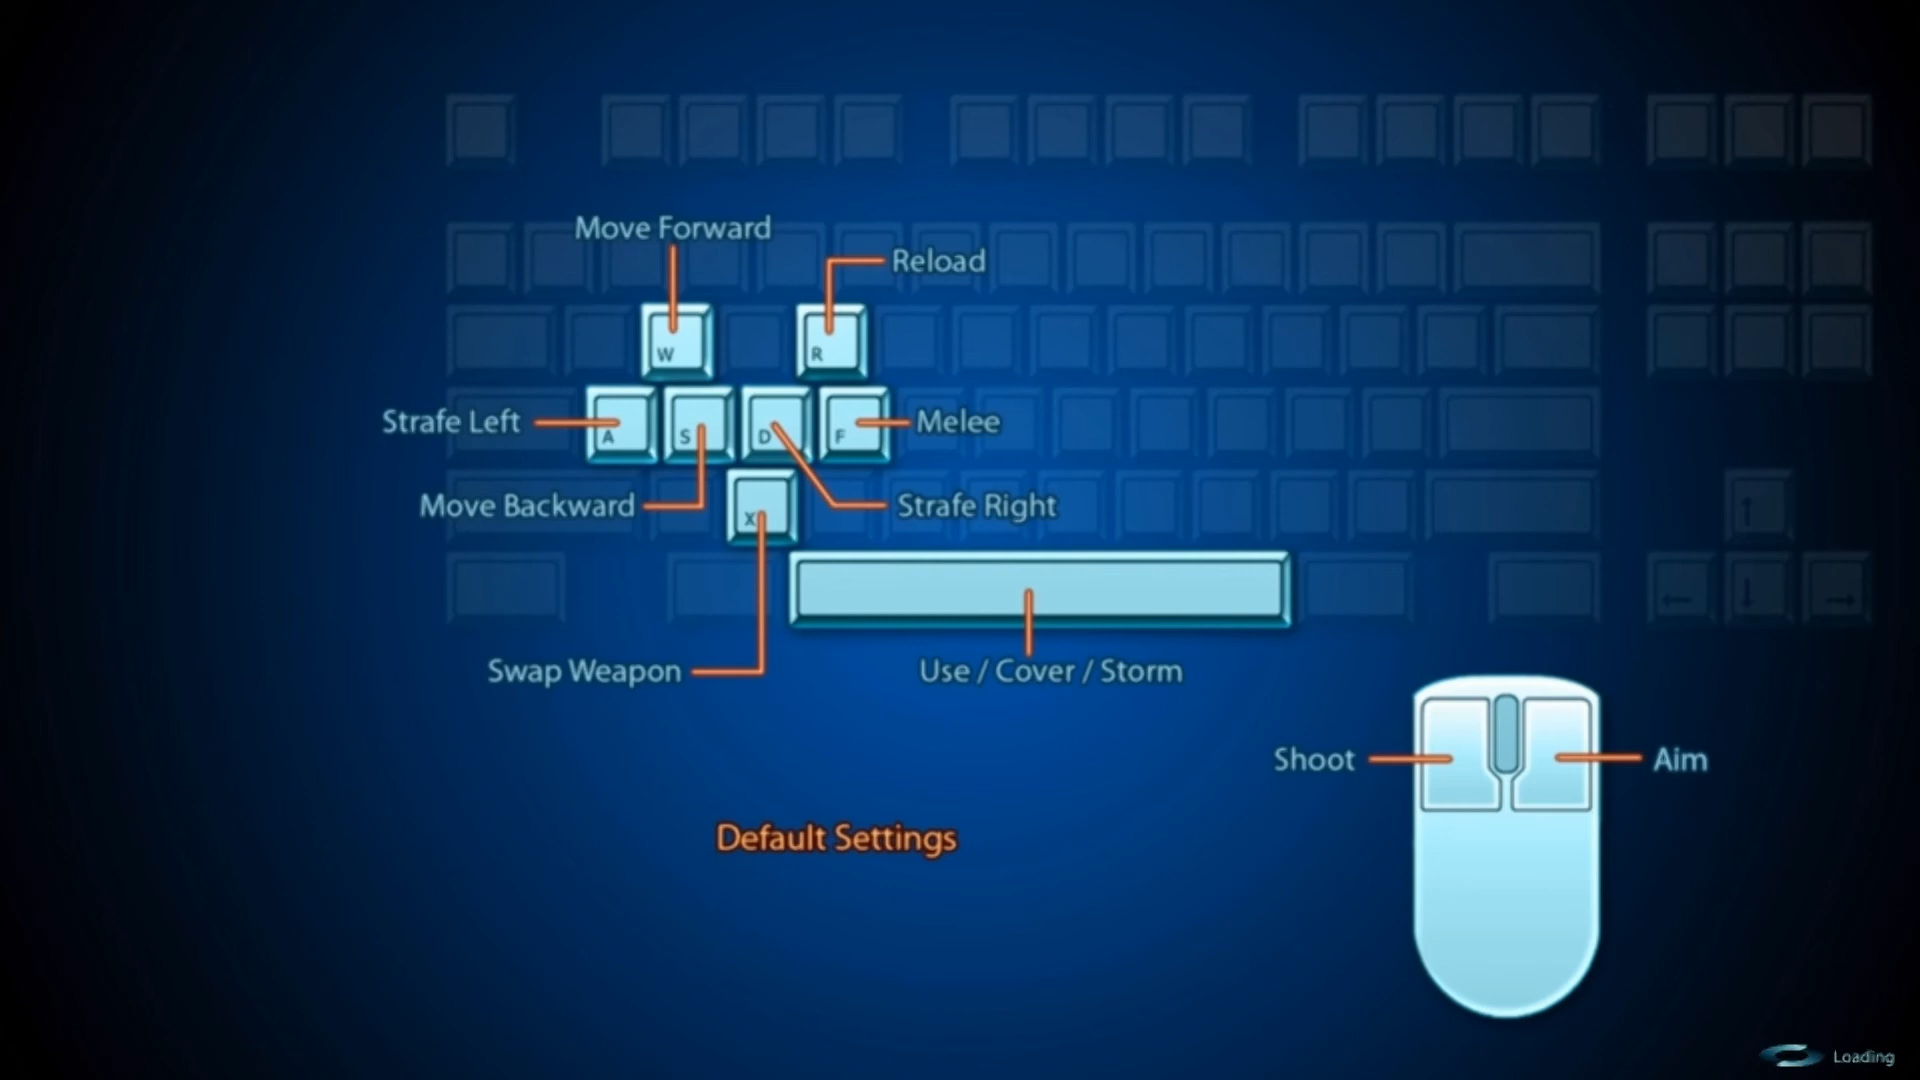 Move Forward
Reload
W
R
Strafe Left
A
S
D
F
Melee
Move Backward
X
Strafe Right
Swap Weapon
Use / Cover / Storm
Shoot
Aim
Default Settings
Loading